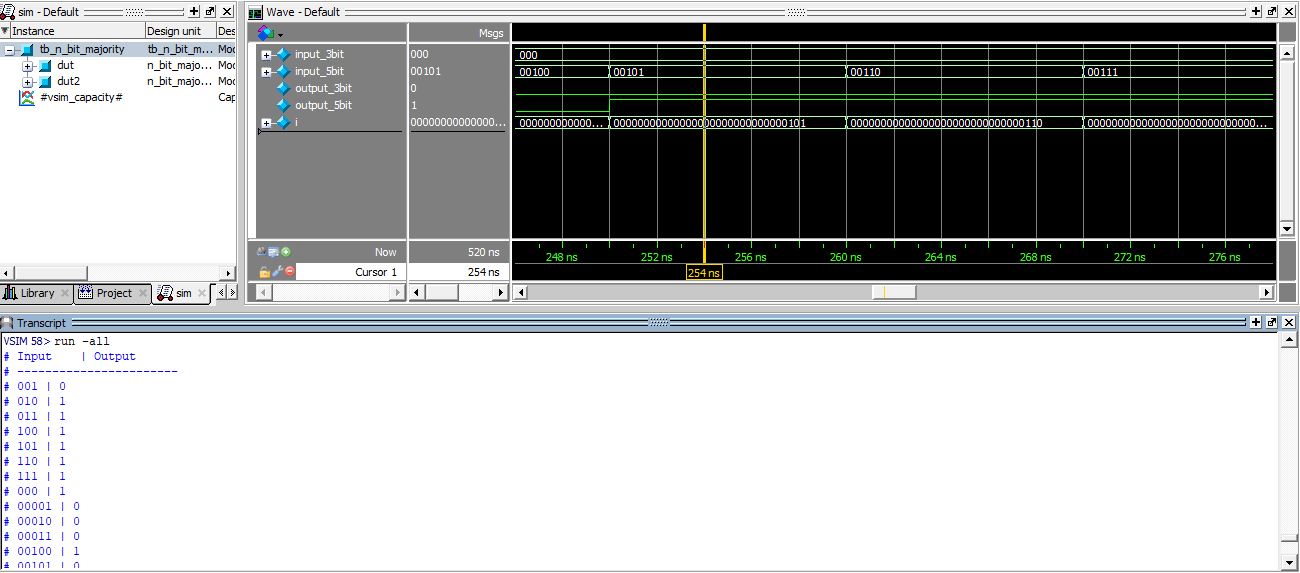 sim - Default
Instance Design unit Des
tb_n_bit_majority tb_n_bit_m... Mod
dut n_bit_majo... Mod
dut2 n_bit_majo... Mod
#vsim_capacity# Cap
Library Project sim
Wave - Default
Msgs
input_3bit 000 000
input_5bit 00101 00100 00101 00110 00111
output_3bit 0
output_5bit 1
i 00000000000000... 000000000000... 00000000000000000000000000000101 00000000000000000000000000000110 0000000000000000000000000000...
Now 520 ns 248 ns 252 ns 256 ns 260 ns 264 ns 268 ns 272 ns 276 ns
Cursor 1 254 ns 254 ns
Transcript
VSIM 58> run -all
# Input | Output
# -----------------------
# 001 | 0
# 010 | 1
# 011 | 1
# 100 | 1
# 101 | 1
# 110 | 1
# 111 | 1
# 000 | 1
# 00001 | 0
# 00010 | 0
# 00011 | 0
# 00100 | 1
# 00101 | 0